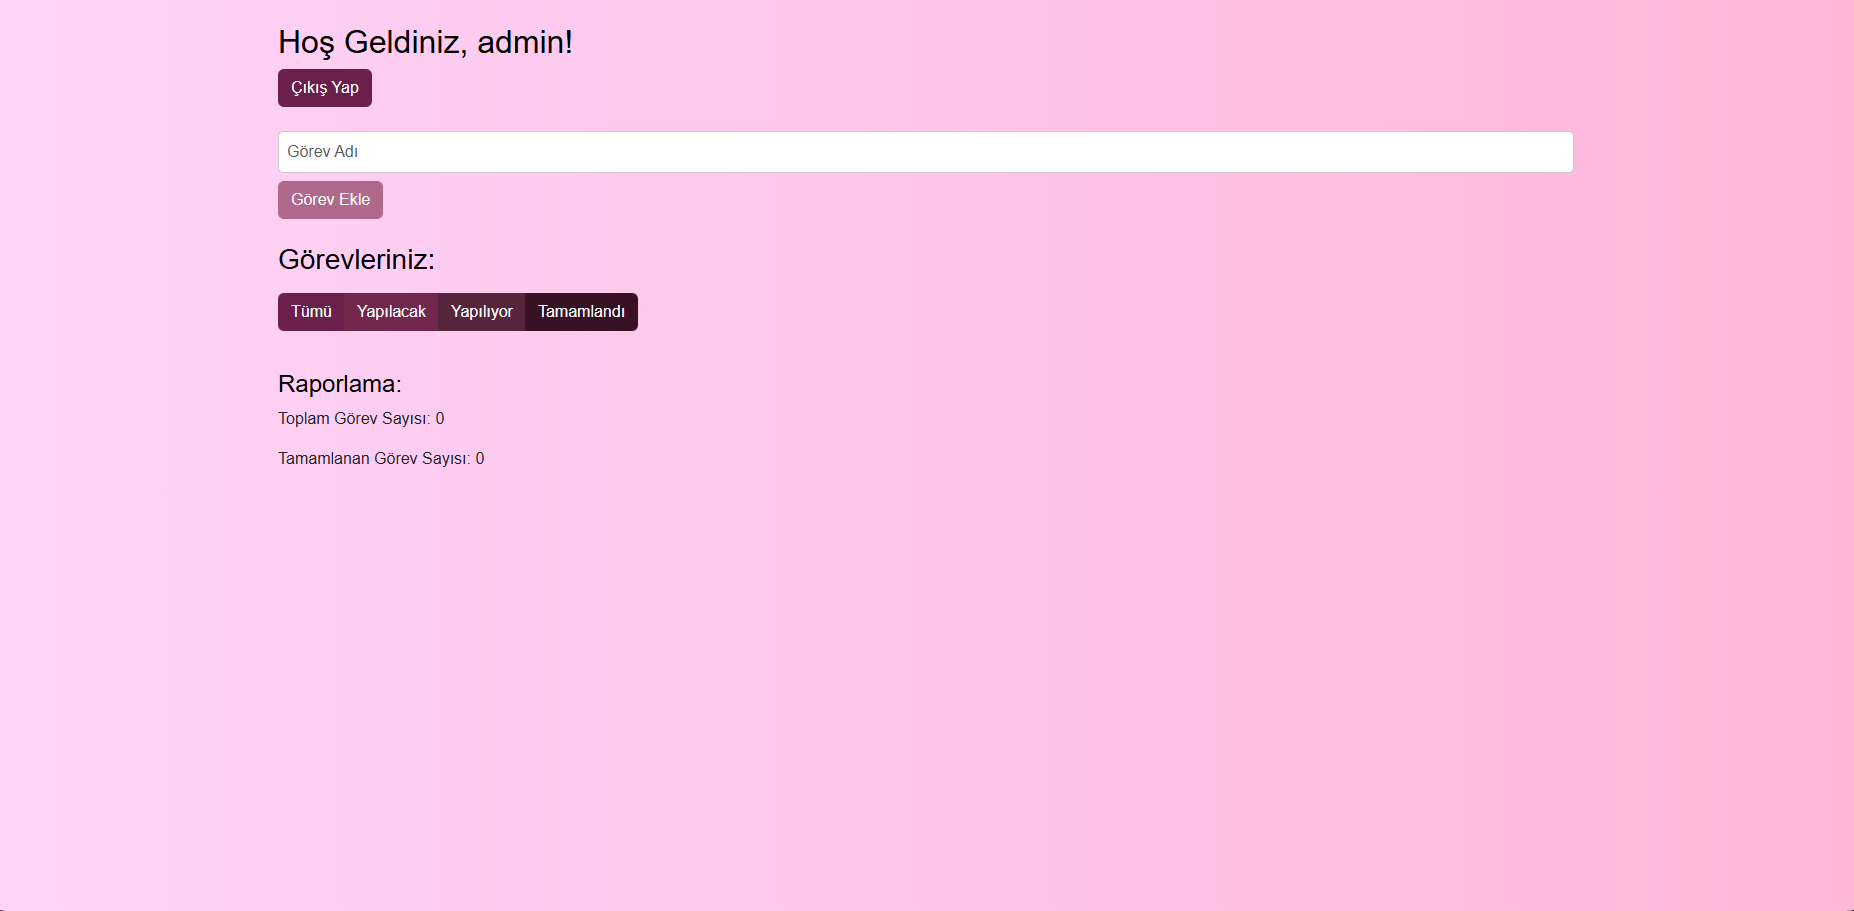 Hoş Geldiniz, admin!
Çıkış Yap
Görev Adı
Görev Ekle
Görevleriniz:
Tümü Yapılacak Yapılıyor Tamamlandı
Raporlama:
Toplam Görev Sayısı: 0
Tamamlanan Görev Sayısı: 0